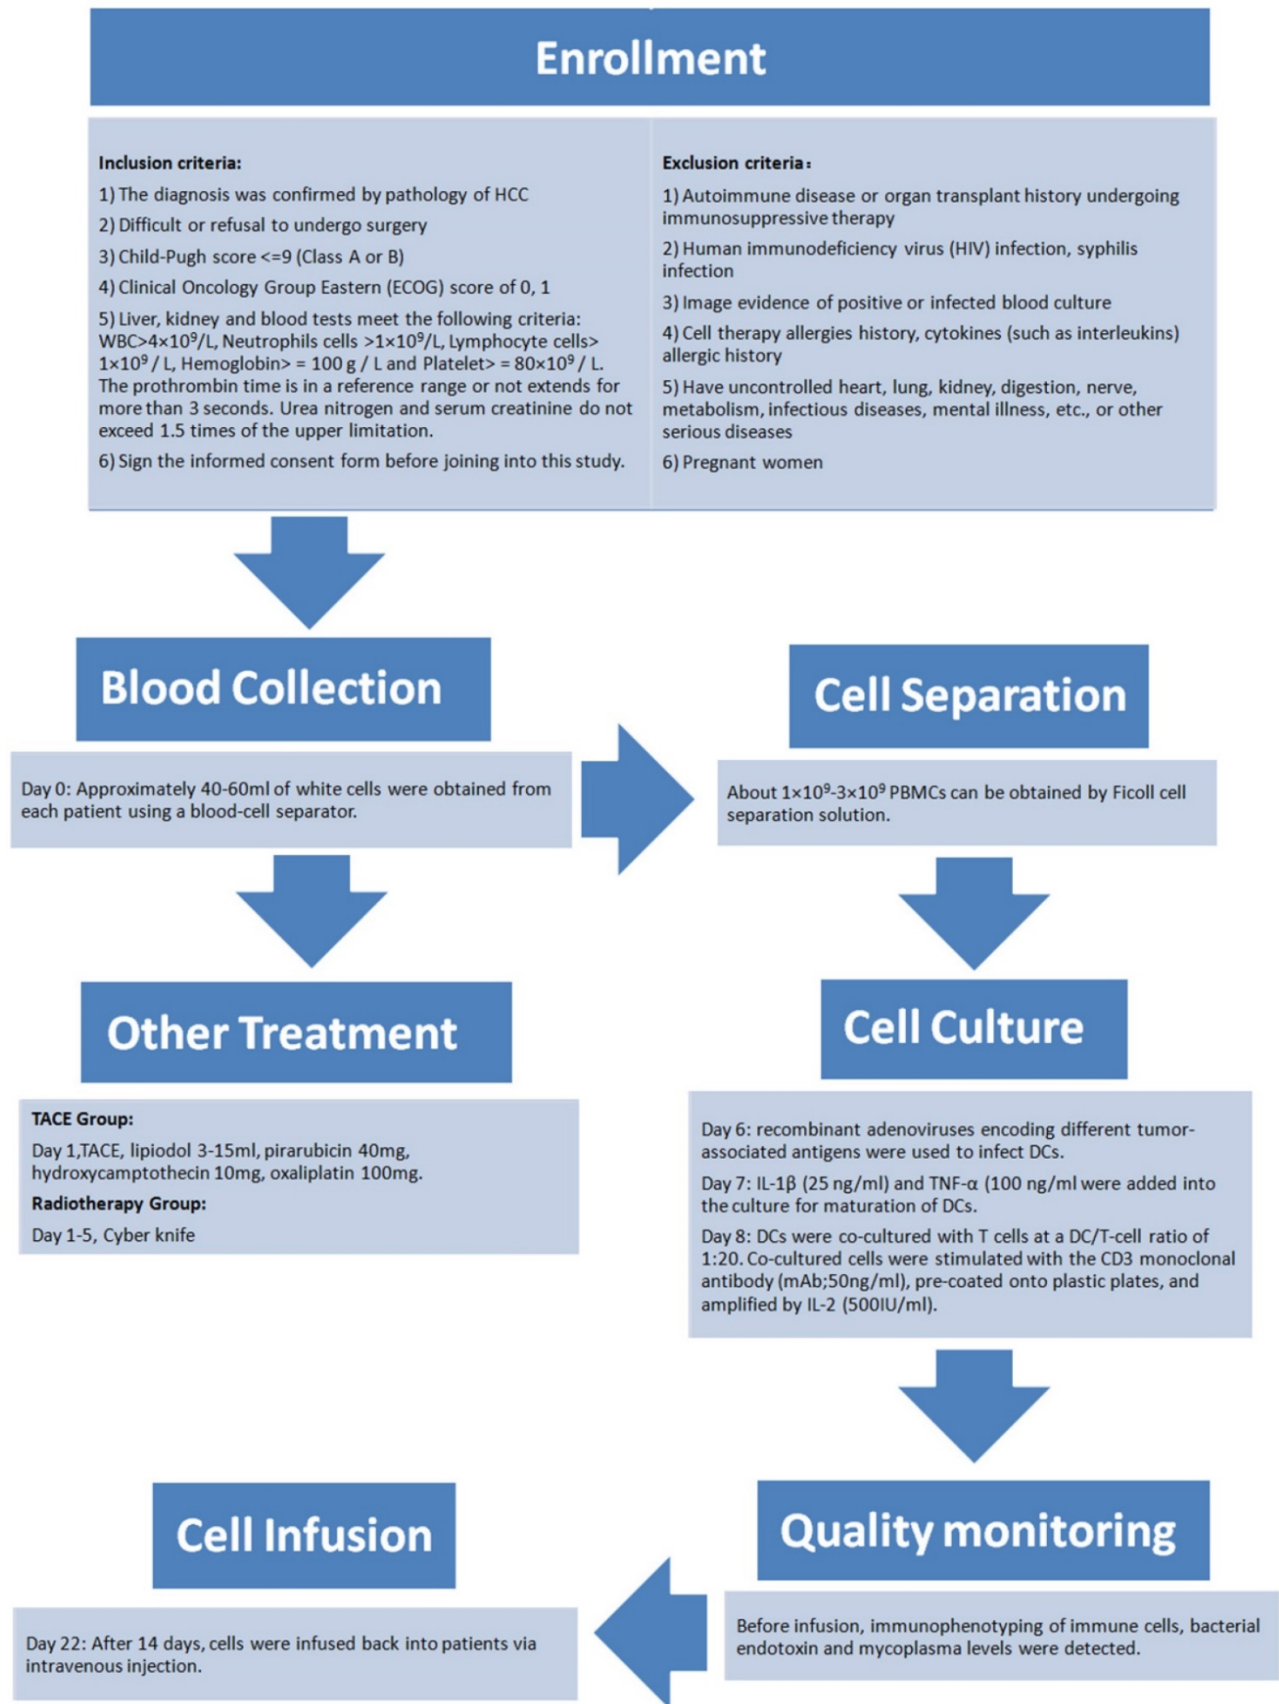 Enrollment
Inclusion criteria:
1) The diagnosis was confirmed by pathology of HCC
2) Difficult or refusal to undergo surgery
3) Child-Pugh score <=9 (Class A or B)
4) Clinical Oncology Group Eastern (ECOG) score of 0, 1
5) Liver, kidney and blood tests meet the following criteria:
WBC>4×10⁹/L, Neutrophils cells >1×10⁹/L, Lymphocyte cells>
1×10⁹ / L, Hemoglobin> = 100 g / L and Platelet> = 80×10⁹ / L.
The prothrombin time is in a reference range or not extends for
more than 3 seconds. Urea nitrogen and serum creatinine do not
exceed 1.5 times of the upper limitation.
6) Sign the informed consent form before joining into this study.
Exclusion criteria：
1) Autoimmune disease or organ transplant history undergoing
immunosuppressive therapy
2) Human immunodeficiency virus (HIV) infection, syphilis
infection
3) Image evidence of positive or infected blood culture
4) Cell therapy allergies history, cytokines (such as interleukins)
allergic history
5) Have uncontrolled heart, lung, kidney, digestion, nerve,
metabolism, infectious diseases, mental illness, etc., or other
serious diseases
6) Pregnant women
Blood Collection
Day 0: Approximately 40-60ml of white cells were obtained from
each patient using a blood-cell separator.
Cell Separation
About 1×10⁹-3×10⁹ PBMCs can be obtained by Ficoll cell
separation solution.
Other Treatment
TACE Group:
Day 1,TACE, lipiodol 3-15ml, pirarubicin 40mg,
hydroxycamptothecin 10mg, oxaliplatin 100mg.
Radiotherapy Group:
Day 1-5, Cyber knife
Cell Culture
Day 6: recombinant adenoviruses encoding different tumor-
associated antigens were used to infect DCs.
Day 7: IL-1β (25 ng/ml) and TNF-α (100 ng/ml were added into
the culture for maturation of DCs.
Day 8: DCs were co-cultured with T cells at a DC/T-cell ratio of
1:20. Co-cultured cells were stimulated with the CD3 monoclonal
antibody (mAb;50ng/ml), pre-coated onto plastic plates, and
amplified by IL-2 (500IU/ml).
Quality monitoring
Before infusion, immunophenotyping of immune cells, bacterial
endotoxin and mycoplasma levels were detected.
Cell Infusion
Day 22: After 14 days, cells were infused back into patients via
intravenous injection.